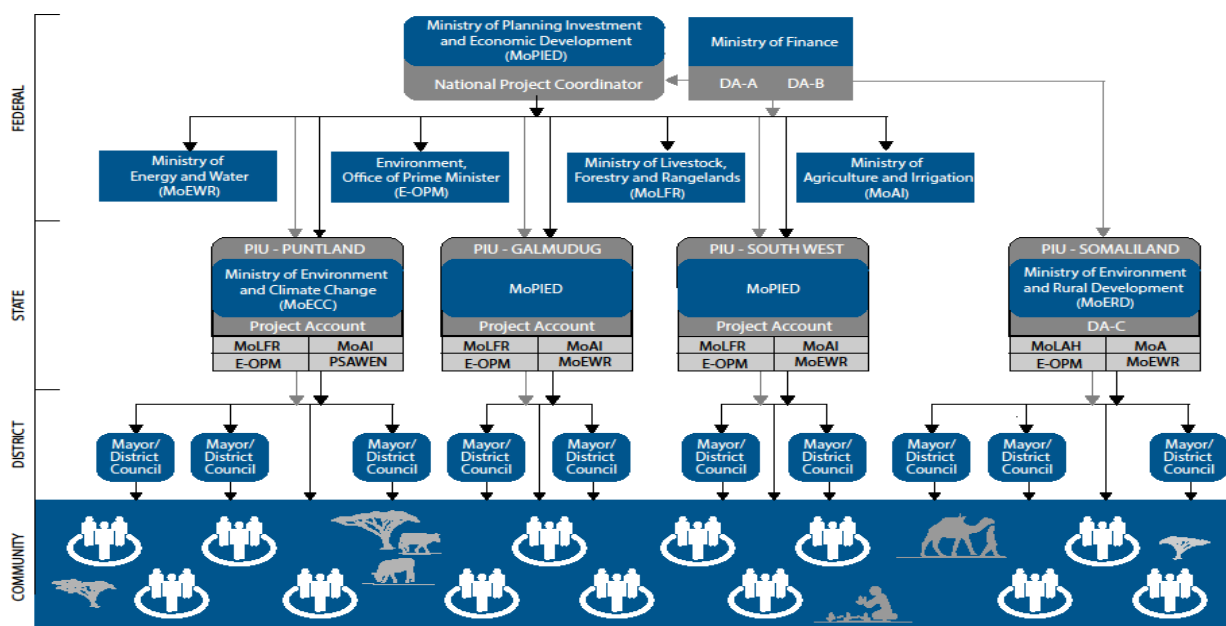 FEDERAL
Ministry of Planning Investment
and Economic Development
(MoPIED)
National Project Coordinator
Ministry of Finance
DA-A DA-B
Ministry of
Energy and Water
(MoEWR)
Environment,
Office of Prime Minister
(E-OPM)
Ministry of Livestock,
Forestry and Rangelands
(MoLFR)
Ministry of
Agriculture and Irrigation
(MoAI)
STATE
PIU - PUNTLAND
Ministry of Environment
and Climate Change
(MoECC)
Project Account
MoLFR MoAI
E-OPM PSAWEN
PIU - GALMUDUG
MoPIED
Project Account
MoLFR MoAI
E-OPM MoEWR
PIU - SOUTH WEST
MoPIED
Project Account
MoLFR MoAI
E-OPM MoEWR
PIU - SOMALILAND
Ministry of Environment
and Rural Development
(MoERD)
DA-C
MoLAH MoA
E-OPM MoEWR
DISTRICT
Mayor/
District
Council
Mayor/
District
Council
Mayor/
District
Council
Mayor/
District
Council
Mayor/
District
Council
Mayor/
District
Council
Mayor/
District
Council
Mayor/
District
Council
Mayor/
District
Council
Mayor/
District
Council
COMMUNITY